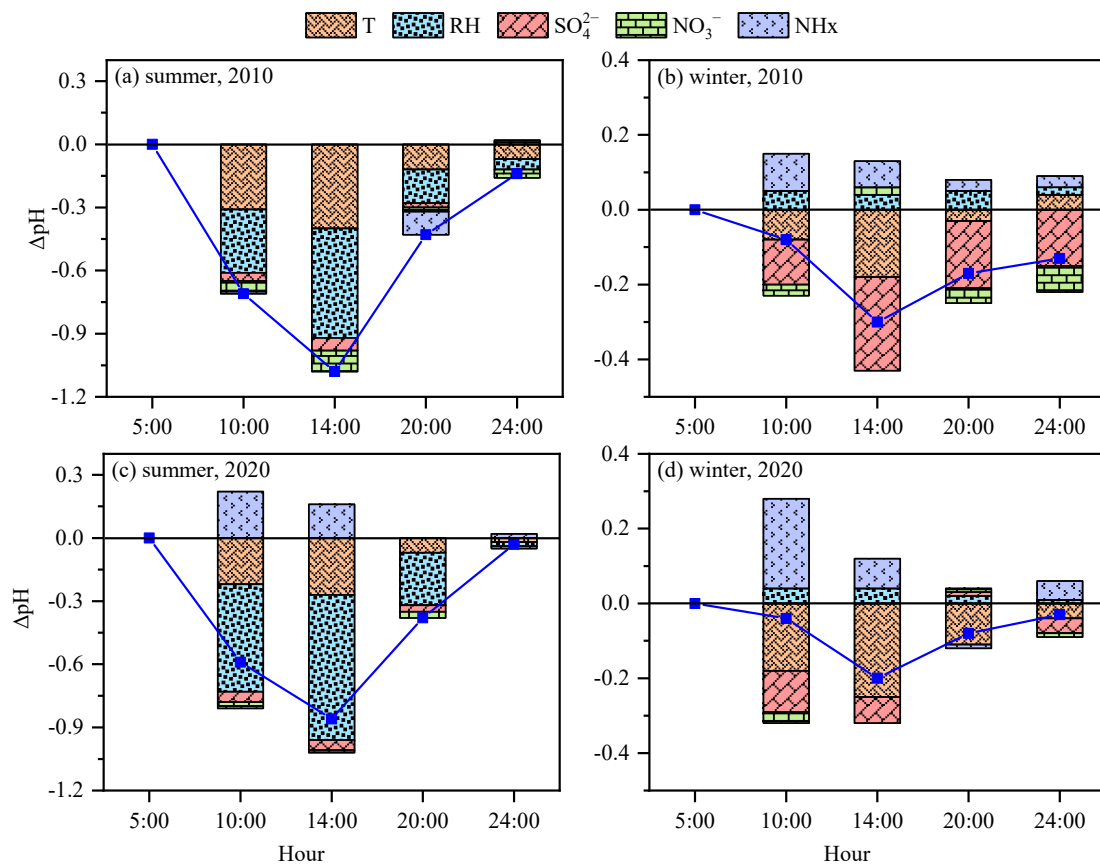 T RH SO₄²⁻ NO₃⁻ NHx
(a) summer, 2010
0.3
0.0
-0.3
-0.6
-0.9
-1.2
ΔpH
5:00 10:00 14:00 20:00 24:00
(b) winter, 2010
0.4
0.2
0.0
-0.2
-0.4
5:00 10:00 14:00 20:00 24:00
(c) summer, 2020
0.3
0.0
-0.3
-0.6
-0.9
-1.2
ΔpH
5:00 10:00 14:00 20:00 24:00
Hour
(d) winter, 2020
0.4
0.2
0.0
-0.2
-0.4
5:00 10:00 14:00 20:00 24:00
Hour